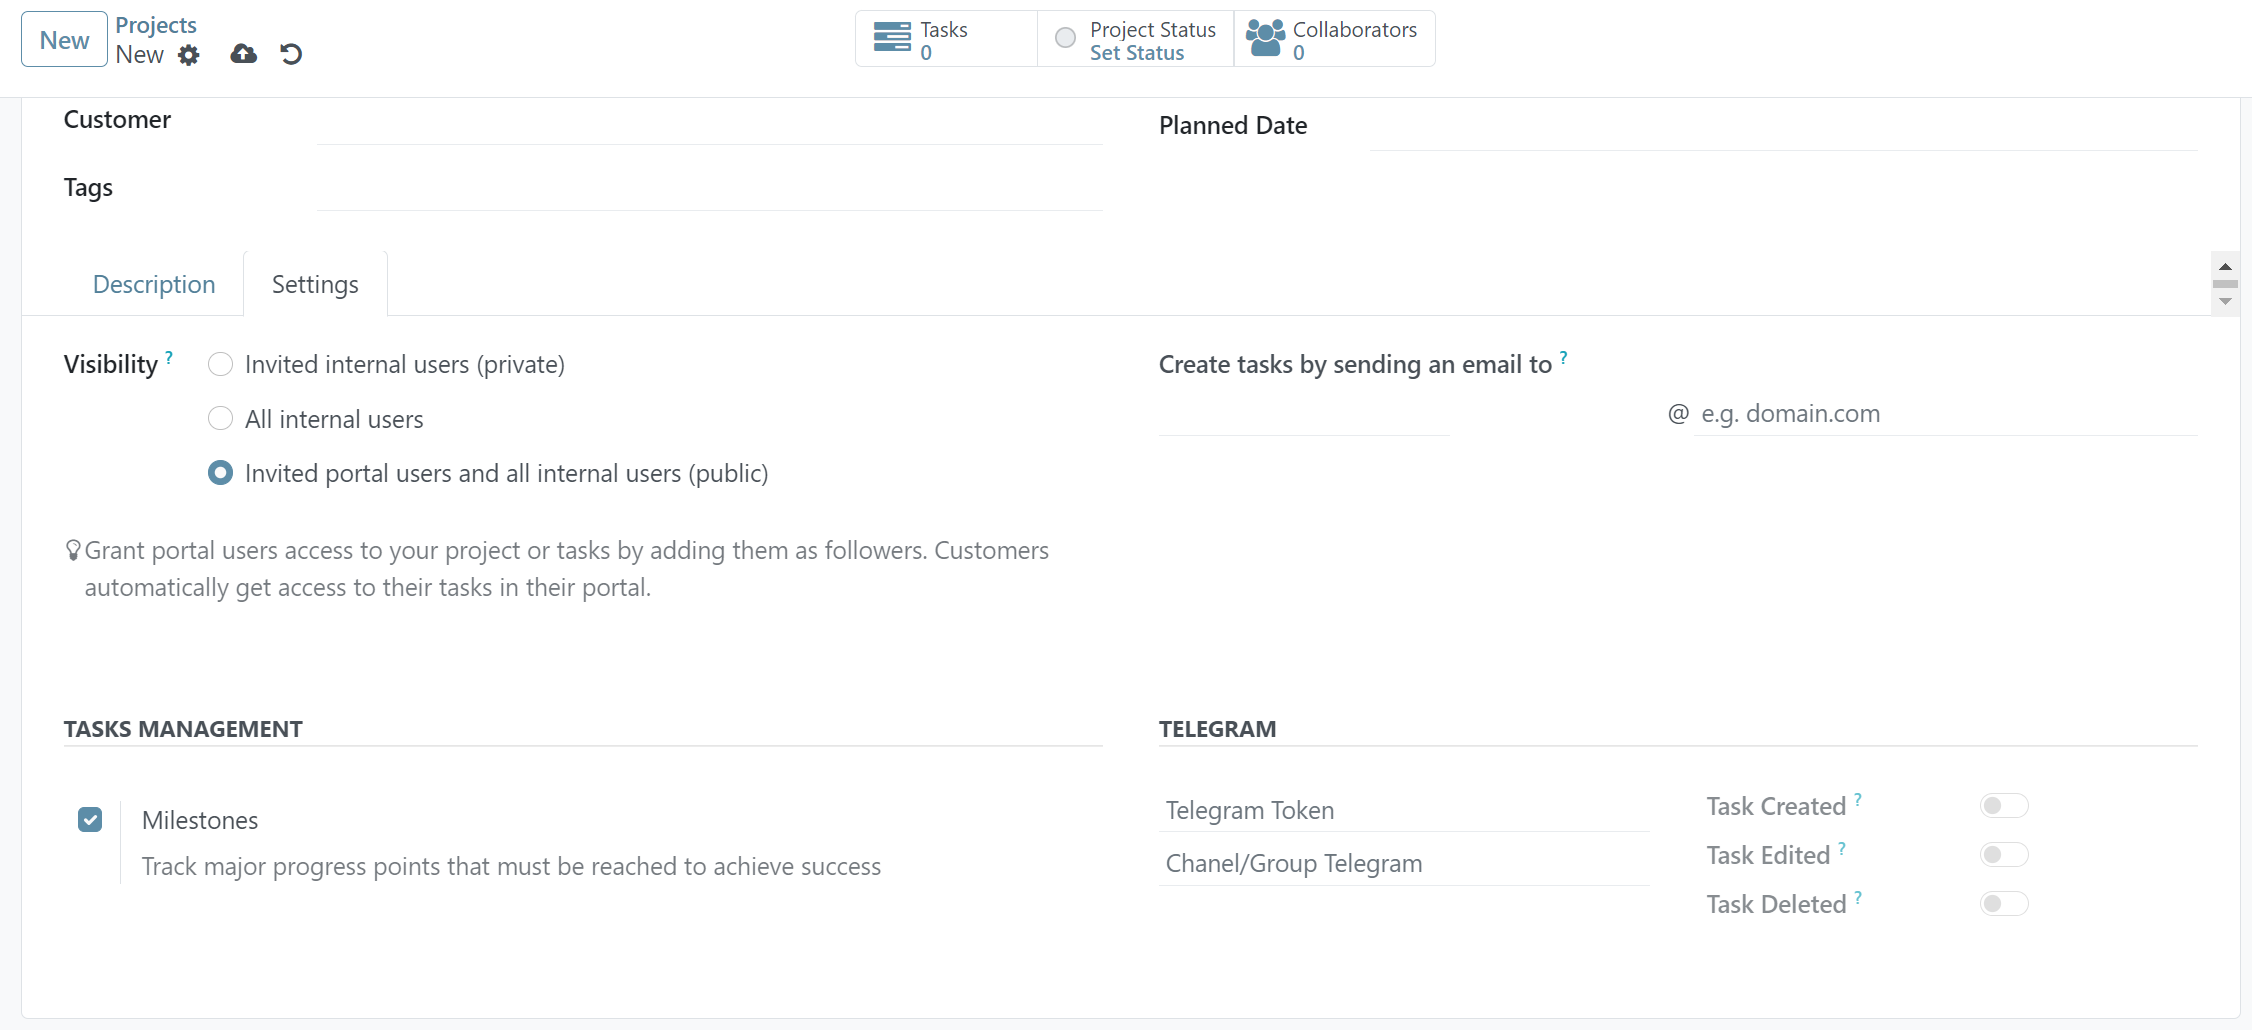 New
Projects
New
Tasks
0
Project Status
Set Status
Collaborators
0
Customer
Planned Date
Tags
Description
Settings
Visibility ?
Invited internal users (private)
All internal users
Invited portal users and all internal users (public)
Create tasks by sending an email to ?
@ e.g. domain.com
Grant portal users access to your project or tasks by adding them as followers. Customers
automatically get access to their tasks in their portal.
TASKS MANAGEMENT
Milestones
Track major progress points that must be reached to achieve success
TELEGRAM
Telegram Token
Chanel/Group Telegram
Task Created ?
Task Edited ?
Task Deleted ?